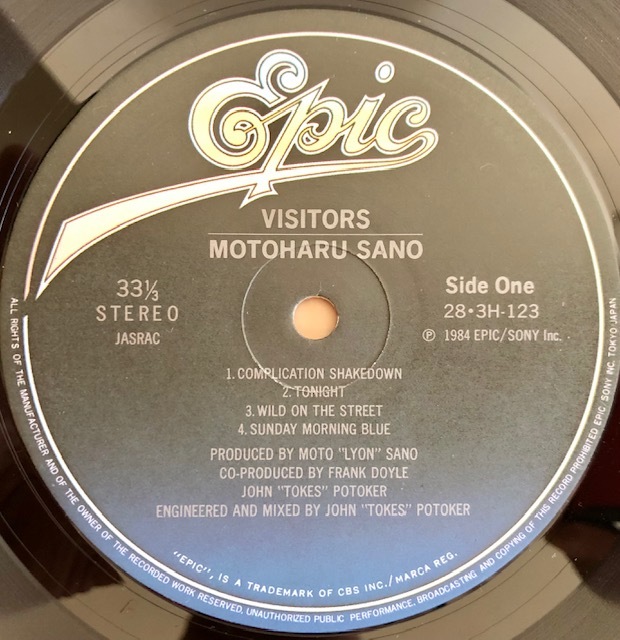 Epic
VISITORS
MOTOHARU SANO
33⅓
STEREO
JASRAC
Side One
28・3H-123
Ⓟ 1984 EPIC/SONY Inc.
1. COMPLICATION SHAKEDOWN
2. TONIGHT
3. WILD ON THE STREET
4. SUNDAY MORNING BLUE
PRODUCED BY MOTO "LYON" SANO
CO-PRODUCED BY FRANK DOYLE
JOHN "TOKES" POTOKER
ENGINEERED AND MIXED BY JOHN "TOKES" POTOKER
"EPIC", IS A TRADEMARK OF CBS INC./MARCA REG.
ALL RIGHTS OF THE MANUFACTURER AND OF THE OWNER OF THE RECORDED WORK RESERVED. UNAUTHORIZED PUBLIC PERFORMANCE, BROADCASTING AND COPYING OF THIS RECORD PROHIBITED EPIC/SONY INC. TOKYO JAPAN